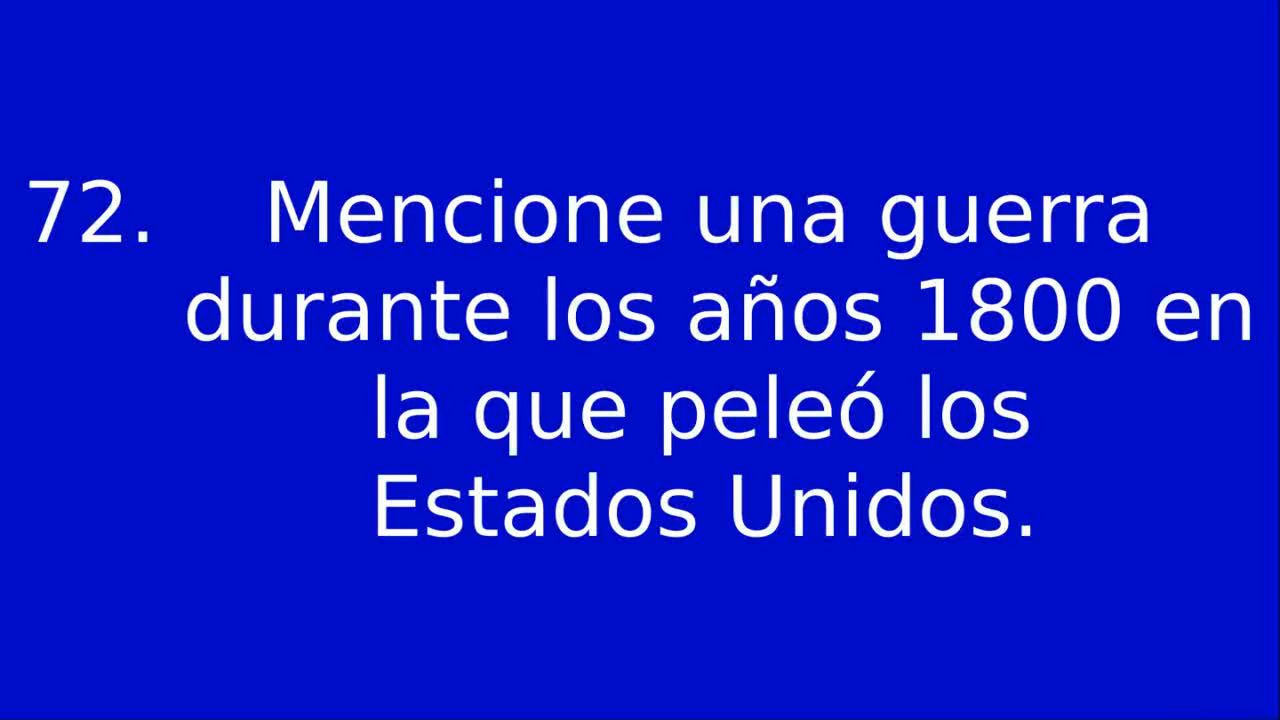 72. Mencione una guerra
durante los años 1800 en
la que peleó los
Estados Unidos.